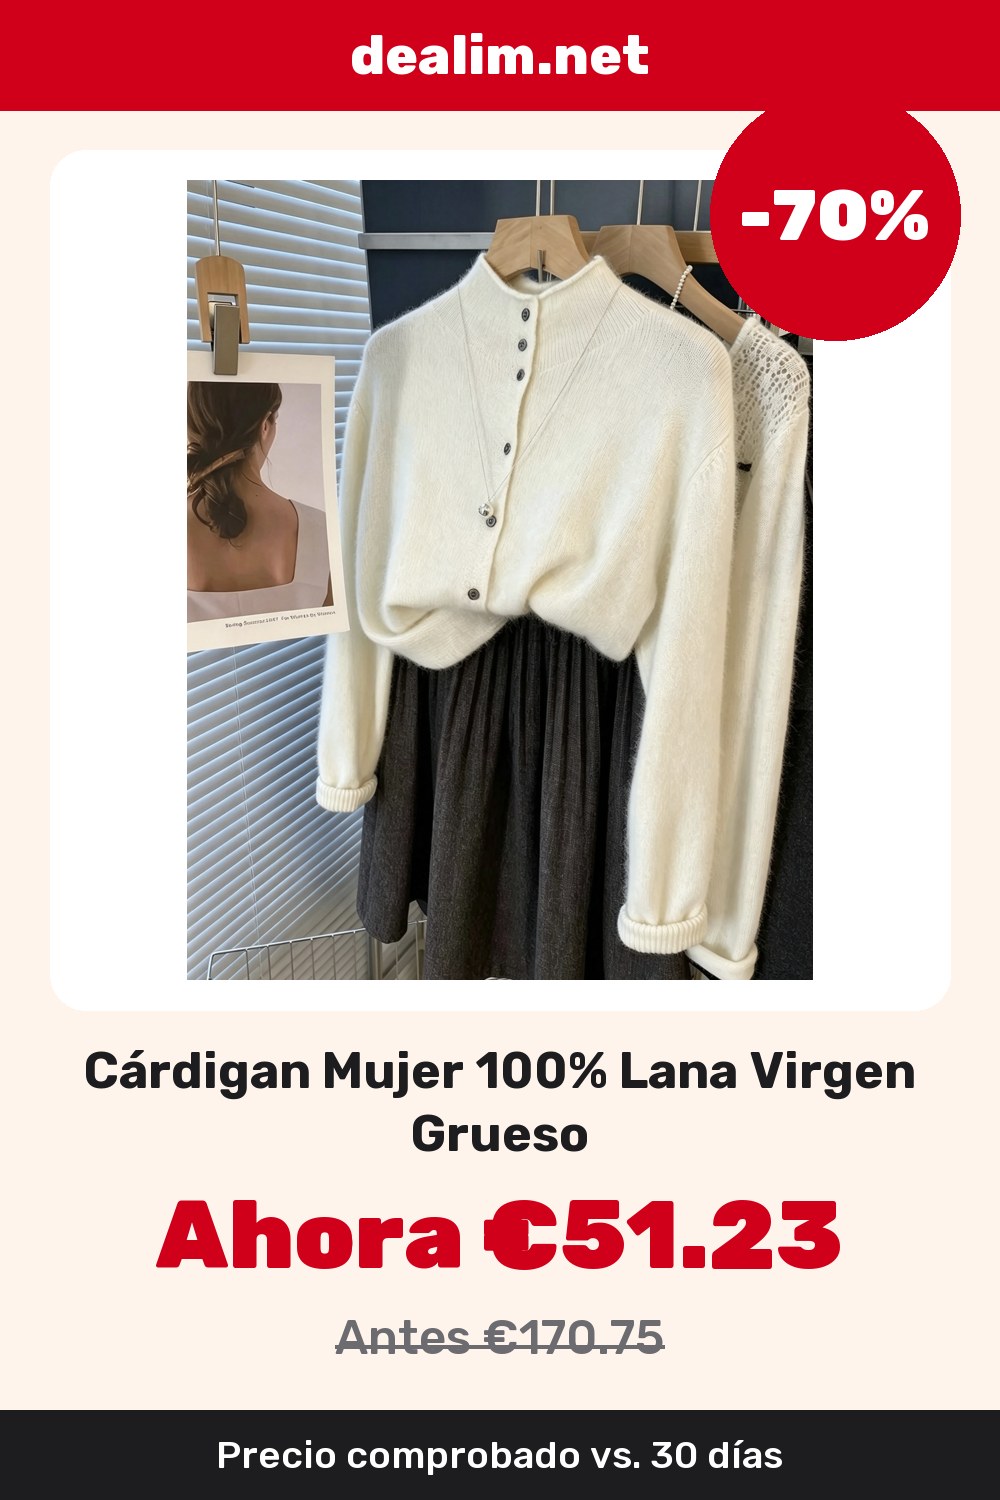 dealim.net
-70%
Cárdigan Mujer 100% Lana Virgen
Grueso
Ahora €51.23
Antes €170.75
Precio comprobado vs. 30 días